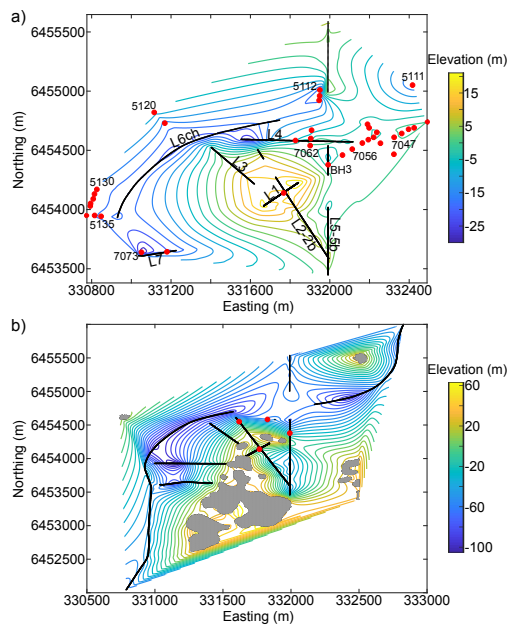 a)
6455500
6455000
6454500
6454000
6453500
Northing (m)
330800
331200
331600
332000
332400
Easting (m)
Elevation (m)
15
5
-5
-15
-25
5111
5112
5120
L6ch
L4
7062
7056
7047
BH3
L3
L1
L2-2b
L5-5b
5130
5135
7073
L7
b)
6455500
6455000
6454500
6454000
6453500
6453000
6452500
Northing (m)
330500
331000
331500
332000
332500
333000
Easting (m)
Elevation (m)
60
20
-20
-60
-100